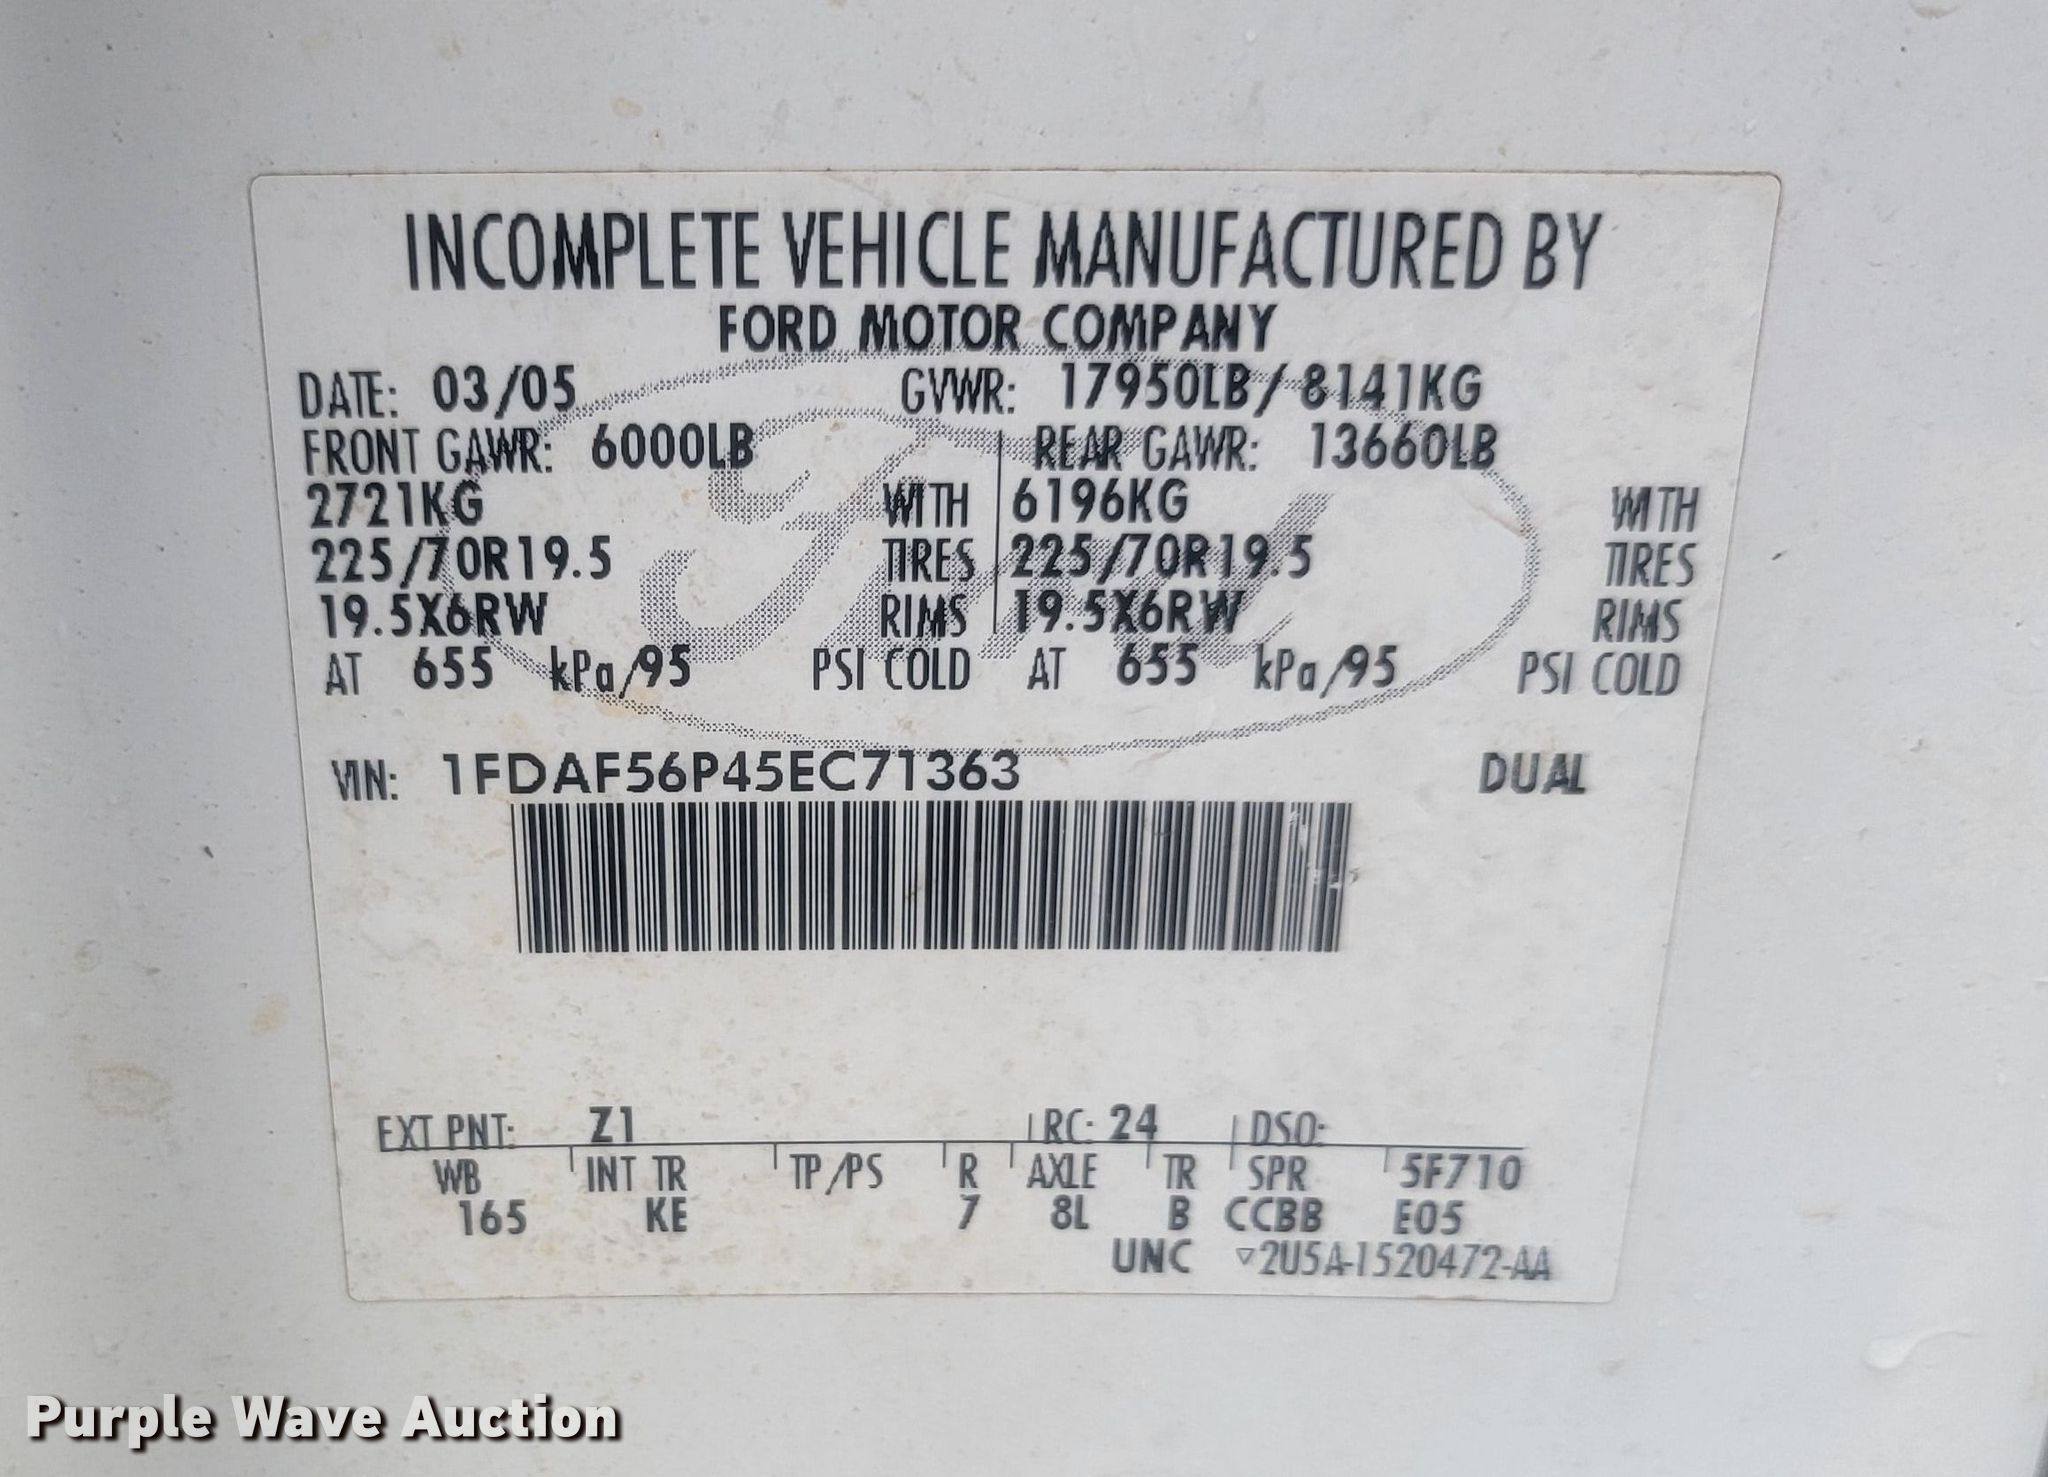 INCOMPLETE VEHICLE MANUFACTURED BY
FORD MOTOR COMPANY
DATE: 03/05 GVWR: 17950LB/ 8141KG
FRONT GAWR: 6000LB REAR GAWR: 13660LB
2721KG WITH 6196KG WITH
225/70R19.5 TIRES 225/70R19.5 TIRES
19.5X6RW RIMS 19.5X6RW RIMS
AT 655 kPa/95 PSI COLD AT 655 kPa/95 PSI COLD
VIN: 1FDAF56P45EC71363 DUAL
EXT PNT: Z1 RC: 24 DSO:
WB INT TR TP/PS R AXLE TR SPR 5F710
165 KE 7 8L B CCBB E05
UNC ▽2U5A-1520472-AA
Ford
Purple Wave Auction